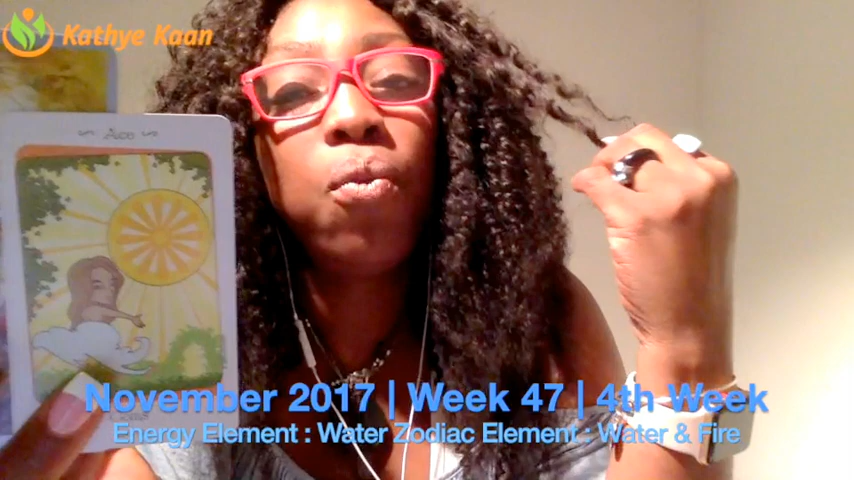 Kathye Kaan
Ace
November 2017 | Week 47 | 4th Week
Energy Element : Water Zodiac Element : Water & Fire